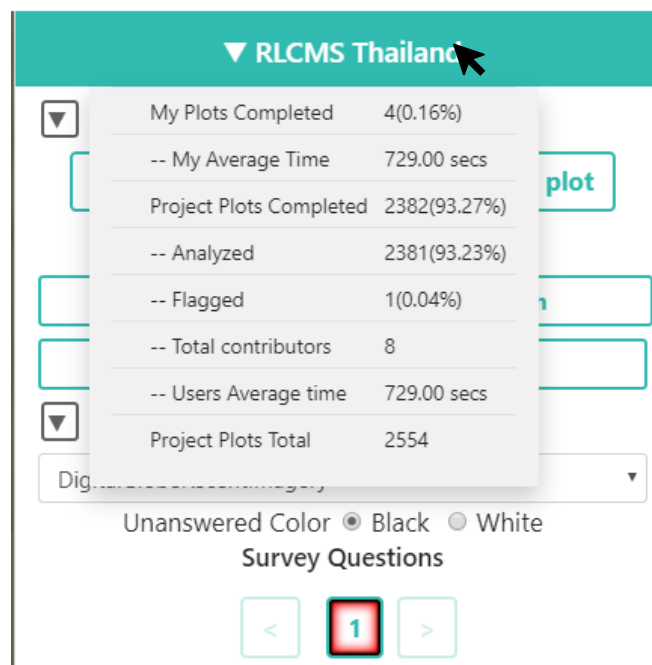 ▼ RLCMS Thailand
▼
My Plots Completed 4(0.16%)
-- My Average Time 729.00 secs
plot
Project Plots Completed 2382(93.27%)
-- Analyzed 2381(93.23%)
-- Flagged 1(0.04%)
-- Total contributors 8
-- Users Average time 729.00 secs
▼
Project Plots Total 2554
Unanswered Color Black White
Survey Questions
< 1 >